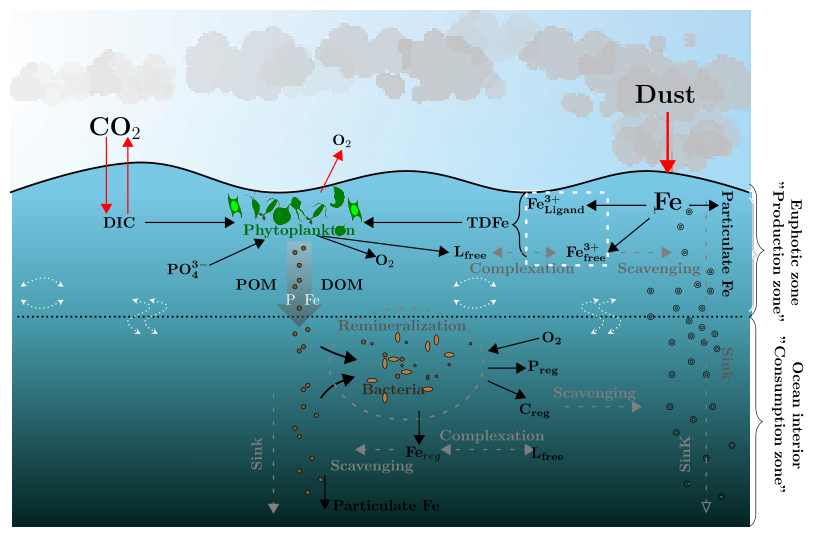 Dust
CO₂
O₂
DIC
Phytoplankton
TDFe
Fe³⁺Ligand
Fe
Particulate Fe
PO₄³⁻
O₂
Lfree
Fe³⁺free
Complexation
Scavenging
POM
DOM
P Fe
Euphotic zone
"Production zone"
Remineralization
O₂
Preg
Creg
Bacteria
Scavenging
Sink
Sink
Sink
Complexation
Fereg
Lfree
Scavenging
Particulate Fe
Ocean interior
"Consumption zone"